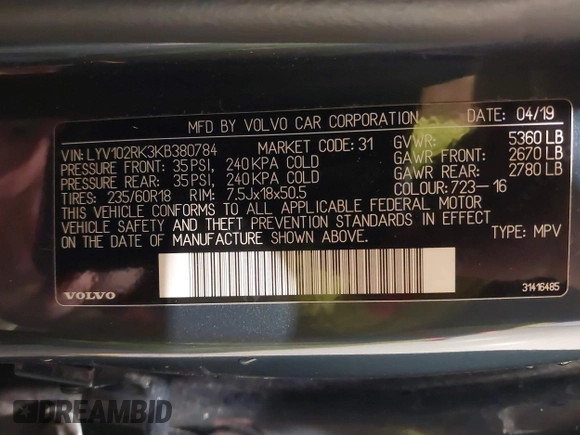 MFD BY VOLVO CAR CORPORATION DATE: 04/19
VIN: LYV102RK3KB380784 MARKET CODE: 31 GVWR: 5360 LB
PRESSURE FRONT: 35 PSI, 240 KPA COLD GAWR FRONT: 2670 LB
PRESSURE REAR: 35 PSI, 240 KPA COLD GAWR REAR: 2780 LB
TIRES: 235/60R18 RIM: 7.5Jx18x50.5 COLOUR: 723-16
THIS VEHICLE CONFORMS TO ALL APPLICABLE FEDERAL MOTOR
VEHICLE SAFETY AND THEFT PREVENTION STANDARDS IN EFFECT
ON THE DATE OF MANUFACTURE SHOWN ABOVE. TYPE: MPV
VOLVO 31416485
DREAMBID